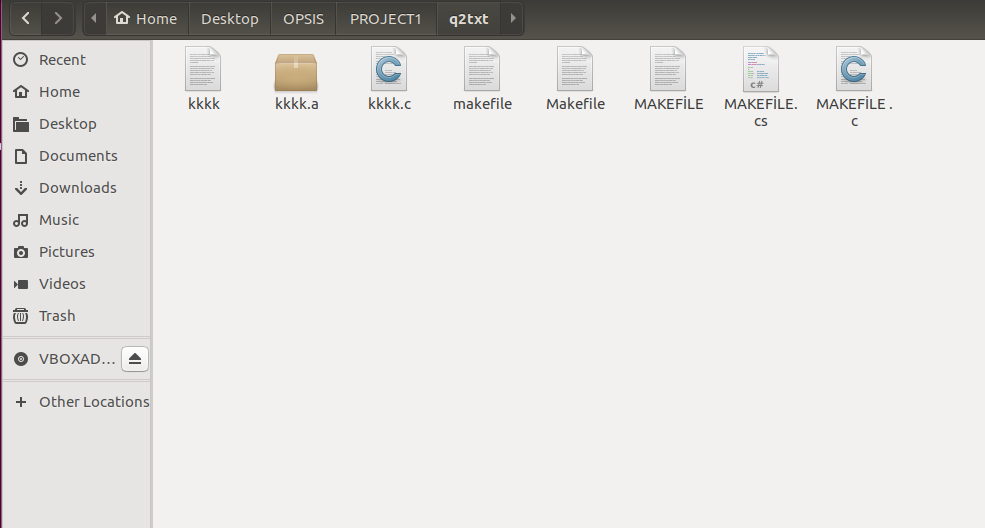 Home
Desktop
OPSIS
PROJECT1
q2txt
Recent
Home
Desktop
Documents
Downloads
Music
Pictures
Videos
Trash
VBOXAD...
Other Locations
kkkk
kkkk.a
kkkk.c
makefile
Makefile
MAKEFİLE
MAKEFİLE.
cs
MAKEFİLE .
c